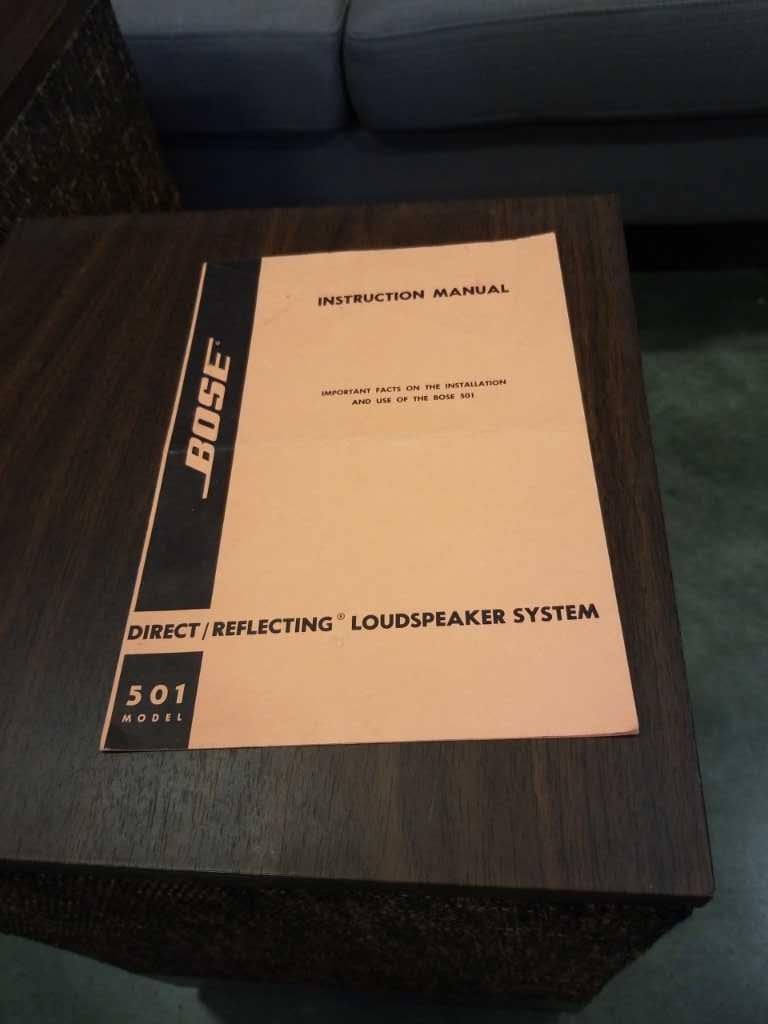 INSTRUCTION MANUAL
IMPORTANT FACTS ON THE INSTALLATION
AND USE OF THE BOSE 501
BOSE®
DIRECT/REFLECTING® LOUDSPEAKER SYSTEM
501
MODEL